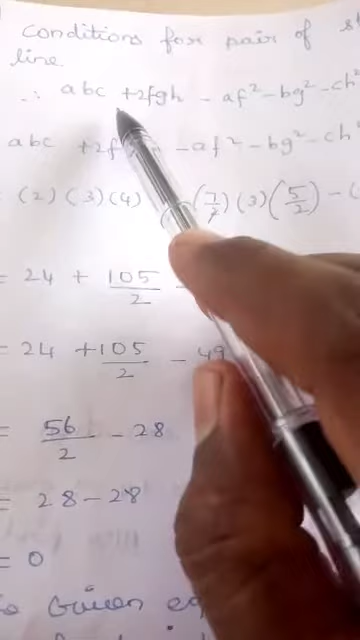 conditions for pair of s
line
∴ abc + 2fgh - af² - bg² - ch²
abc + 2f - af² - bg² - ch²
= (2) (3) (4) (7/2) (3) (5/2) - (
= 24 + 105/2 -
= 24 + 105/2 - 49
= 56/2 - 28
= 28 - 28
= 0
Given eq